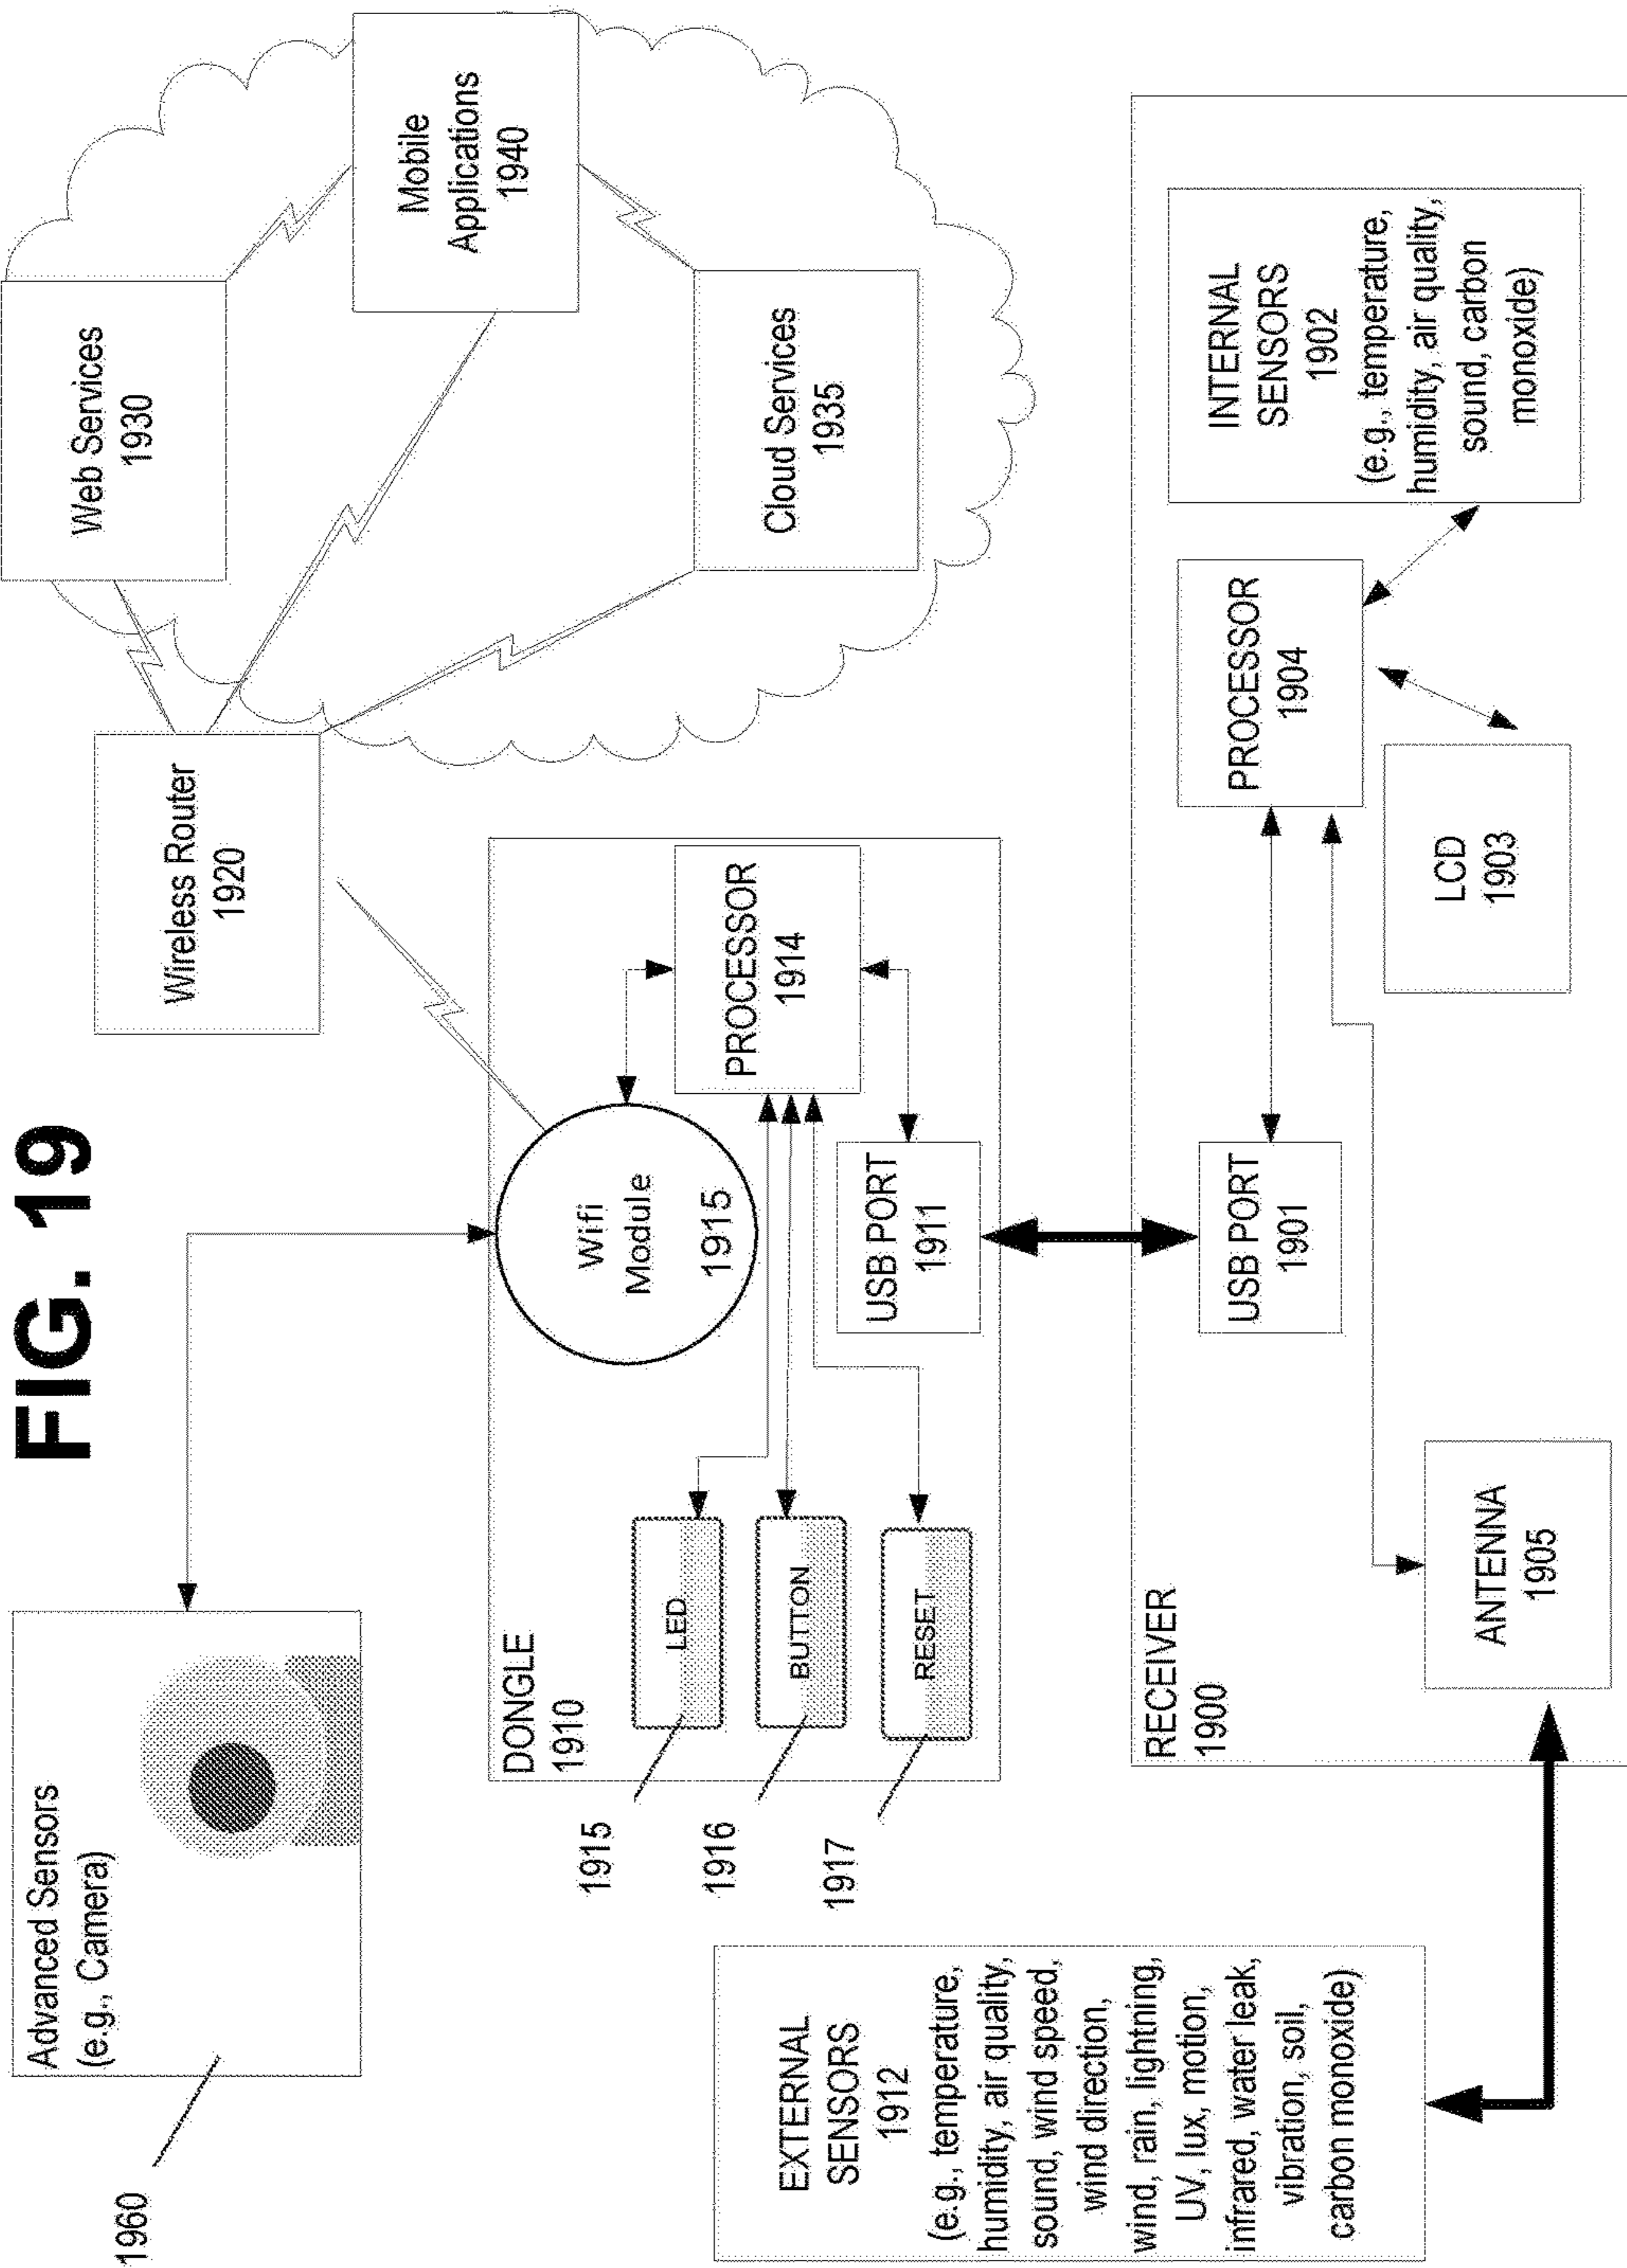 FIG. 19
Advanced Sensors
(e.g., Camera)
1960
Wireless Router
1920
Web Services
1930
Mobile
Applications
1940
Cloud Services
1935
DONGLE
1910
LED
BUTTON
RESET
1915
1916
1917
Wifi
Module
1915
PROCESSOR
1914
USB PORT
1911
EXTERNAL
SENSORS
1912
(e.g., temperature,
humidity, air quality,
sound, wind speed,
wind direction,
wind, rain, lightning,
UV, lux, motion,
infrared, water leak,
vibration, soil,
carbon monoxide)
RECEIVER
1900
ANTENNA
1905
USB PORT
1901
PROCESSOR
1904
LCD
1903
INTERNAL
SENSORS
1902
(e.g., temperature,
humidity, air quality,
sound, carbon
monoxide)